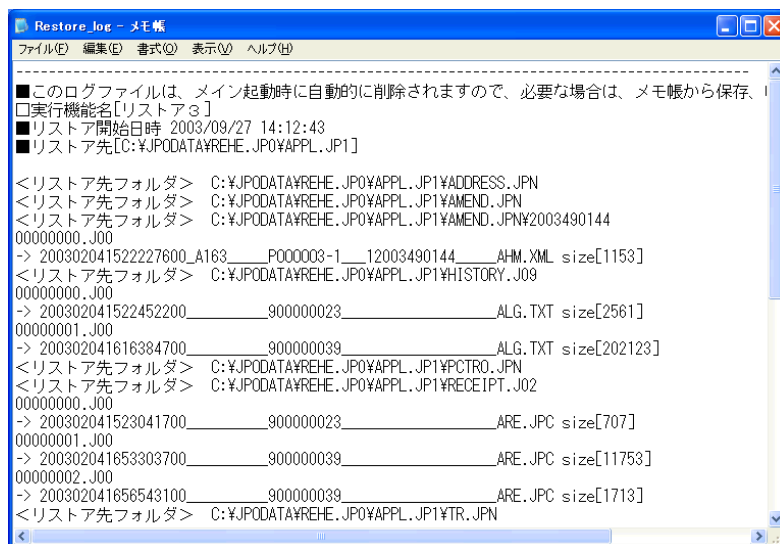 Restore_log - メモ帳
ファイル(F) 編集(E) 書式(O) 表示(V) ヘルプ(H)
--------------------------------------------------------------------------------
■このログファイルは、メイン起動時に自動的に削除されますので、必要な場合は、メモ帳から保存、
□実行機能名[リストア３]
■リストア開始日時 2003/09/27 14:12:43
■リストア先[C:¥JPODATA¥REHE.JPO¥APPL.JP1]
<リストア先フォルダ> C:¥JPODATA¥REHE.JPO¥APPL.JP1¥ADDRESS.JPN
<リストア先フォルダ> C:¥JPODATA¥REHE.JPO¥APPL.JP1¥AMEND.JPN
<リストア先フォルダ> C:¥JPODATA¥REHE.JPO¥APPL.JP1¥AMEND.JPN¥2003490144
00000000.J00
-> 200302041522227600_A163_____P000003-1___12003490144_____AHM.XML size[1153]
<リストア先フォルダ> C:¥JPODATA¥REHE.JPO¥APPL.JP1¥HISTORY.J09
00000000.J00
-> 200302041522452200__________900000023___________________ALG.TXT size[2561]
00000001.J00
-> 200302041616384700__________900000039___________________ALG.TXT size[202123]
<リストア先フォルダ> C:¥JPODATA¥REHE.JPO¥APPL.JP1¥PCTRO.JPN
<リストア先フォルダ> C:¥JPODATA¥REHE.JPO¥APPL.JP1¥RECEIPT.J02
00000000.J00
-> 200302041523041700__________900000023___________________ARE.JPC size[707]
00000001.J00
-> 200302041653303700__________900000039___________________ARE.JPC size[11753]
00000002.J00
-> 200302041656543100__________900000039___________________ARE.JPC size[1713]
<リストア先フォルダ> C:¥JPODATA¥REHE.JPO¥APPL.JP1¥TR.JPN